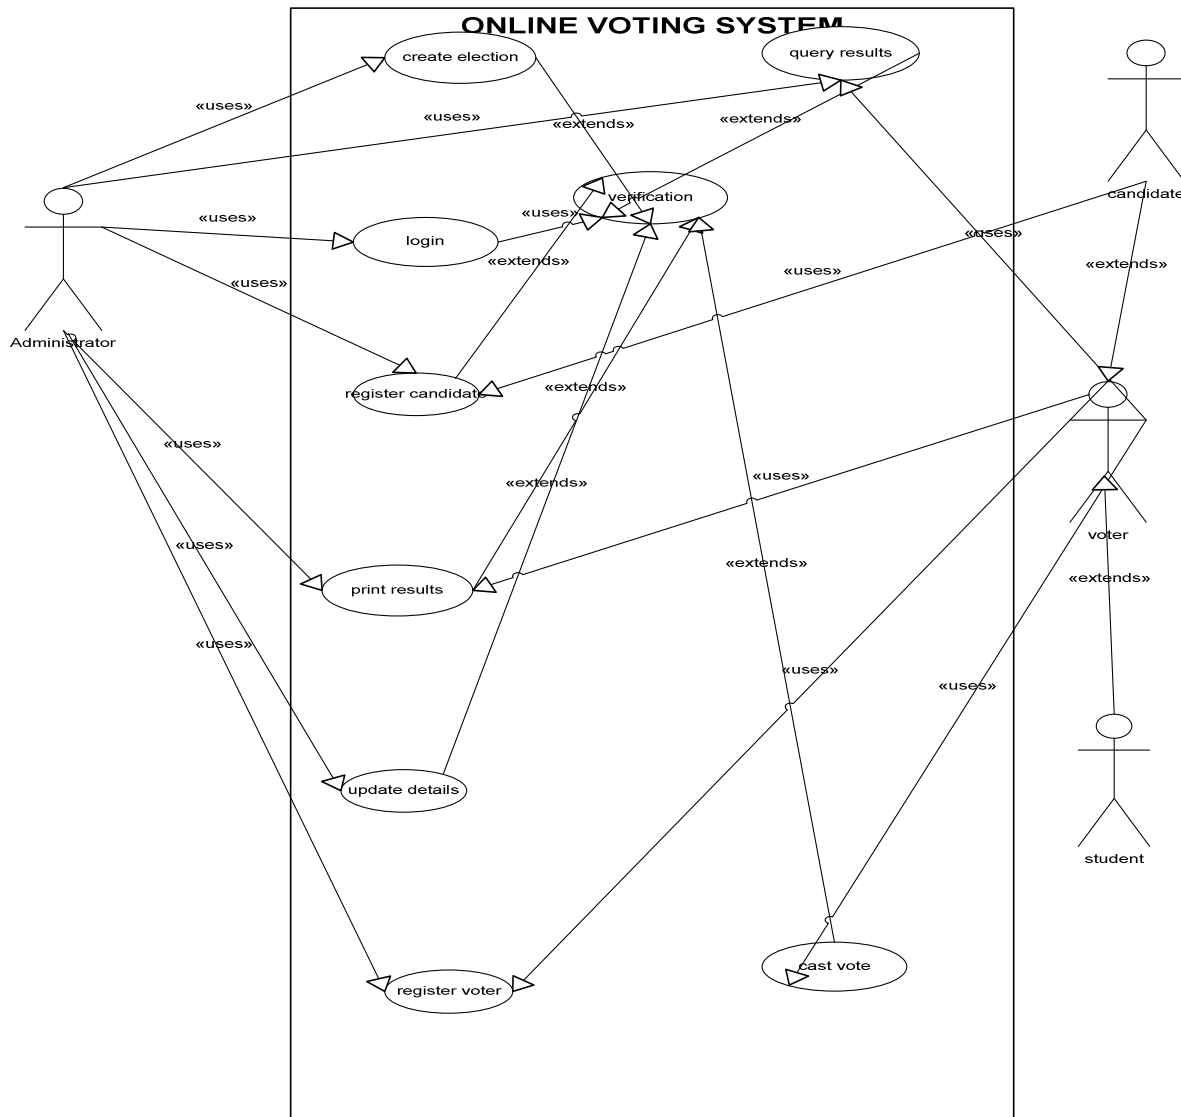 ONLINE VOTING SYSTEM
create election
query results
«uses»
«uses»
«extends»
«extends»
verification
candidate
«uses»
«uses»
login
«uses»
«extends»
«extends»
«uses»
«uses»
Administrator
«extends»
register candidate
«uses»
«uses»
«extends»
voter
«uses»
«extends»
«extends»
print results
«uses»
«uses»
«uses»
update details
student
cast vote
register voter